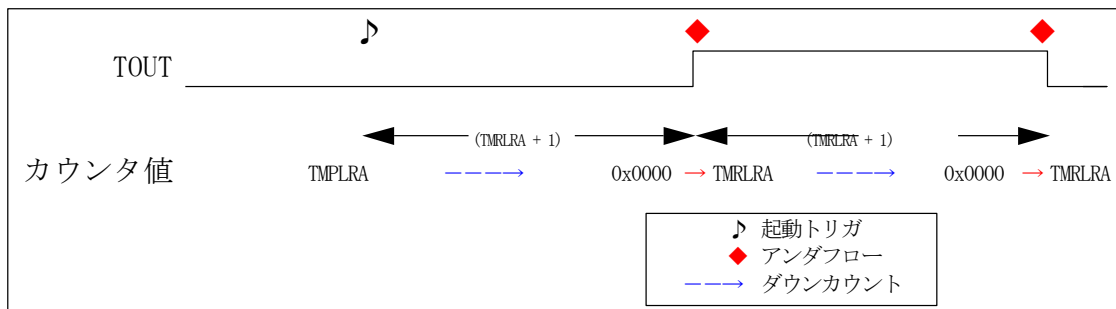 ♪ ◆ ◆
TOUT
(TMRLRA + 1) (TMRLRA + 1)
カウンタ値 TMPLRA ---→ 0x0000 → TMRLRA ---→ 0x0000 → TMRLRA
♪ 起動トリガ
◆ アンダフロー
---→ ダウンカウント